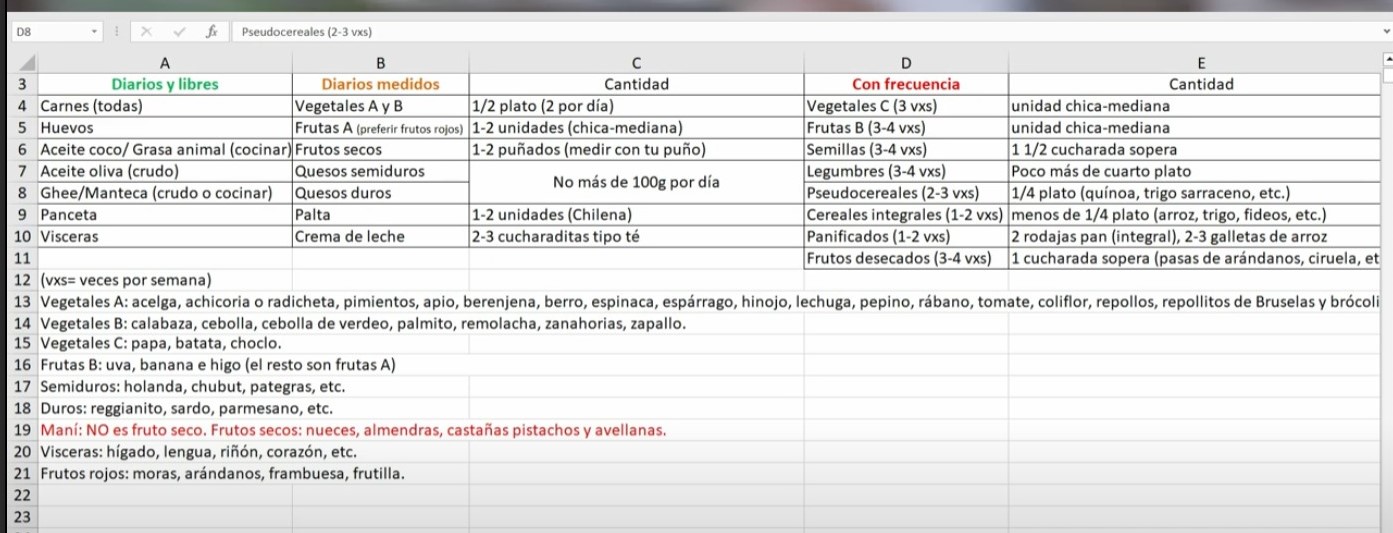 D8 fx Pseudocereales (2-3 vxs)
A B C D E
3 Diarios y libres Diarios medidos Cantidad Con frecuencia Cantidad
4 Carnes (todas) Vegetales A y B 1/2 plato (2 por día) Vegetales C (3 vxs) unidad chica-mediana
5 Huevos Frutas A (preferir frutos rojos) 1-2 unidades (chica-mediana) Frutas B (3-4 vxs) unidad chica-mediana
6 Aceite coco/ Grasa animal (cocinar) Frutos secos 1-2 puñados (medir con tu puño) Semillas (3-4 vxs) 1 1/2 cucharada sopera
7 Aceite oliva (crudo) Quesos semiduros No más de 100g por día Legumbres (3-4 vxs) Poco más de cuarto plato
8 Ghee/Manteca (crudo o cocinar) Quesos duros Pseudocereales (2-3 vxs) 1/4 plato (quínoa, trigo sarraceno, etc.)
9 Panceta Palta 1-2 unidades (Chilena) Cereales integrales (1-2 vxs) menos de 1/4 plato (arroz, trigo, fideos, etc.)
10 Visceras Crema de leche 2-3 cucharaditas tipo té Panificados (1-2 vxs) 2 rodajas pan (integral), 2-3 galletas de arroz
11 Frutos desecados (3-4 vxs) 1 cucharada sopera (pasas de arándanos, ciruela, et
12 (vxs= veces por semana)
13 Vegetales A: acelga, achicoria o radicheta, pimientos, apio, berenjena, berro, espinaca, espárrago, hinojo, lechuga, pepino, rábano, tomate, coliflor, repollos, repollitos de Bruselas y brócoli
14 Vegetales B: calabaza, cebolla, cebolla de verdeo, palmito, remolacha, zanahorias, zapallo.
15 Vegetales C: papa, batata, choclo.
16 Frutas B: uva, banana e higo (el resto son frutas A)
17 Semiduros: holanda, chubut, pategras, etc.
18 Duros: reggianito, sardo, parmesano, etc.
19 Maní: NO es fruto seco. Frutos secos: nueces, almendras, castañas pistachos y avellanas.
20 Visceras: hígado, lengua, riñón, corazón, etc.
21 Frutos rojos: moras, arándanos, frambuesa, frutilla.
22
23